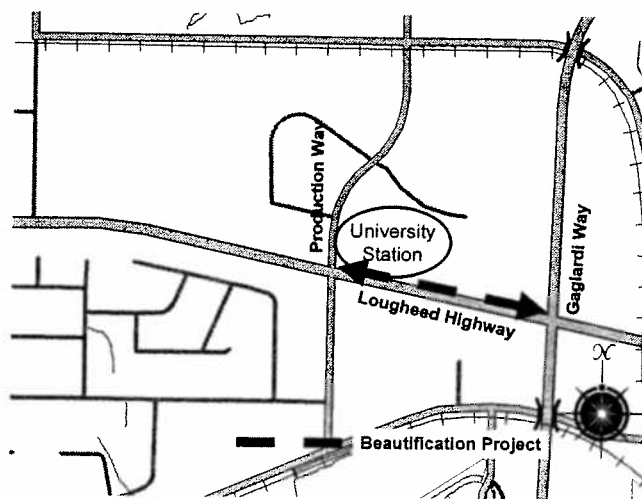 Production Way
University
Station
Gaglardi Way
Lougheed Highway
N
Beautification Project